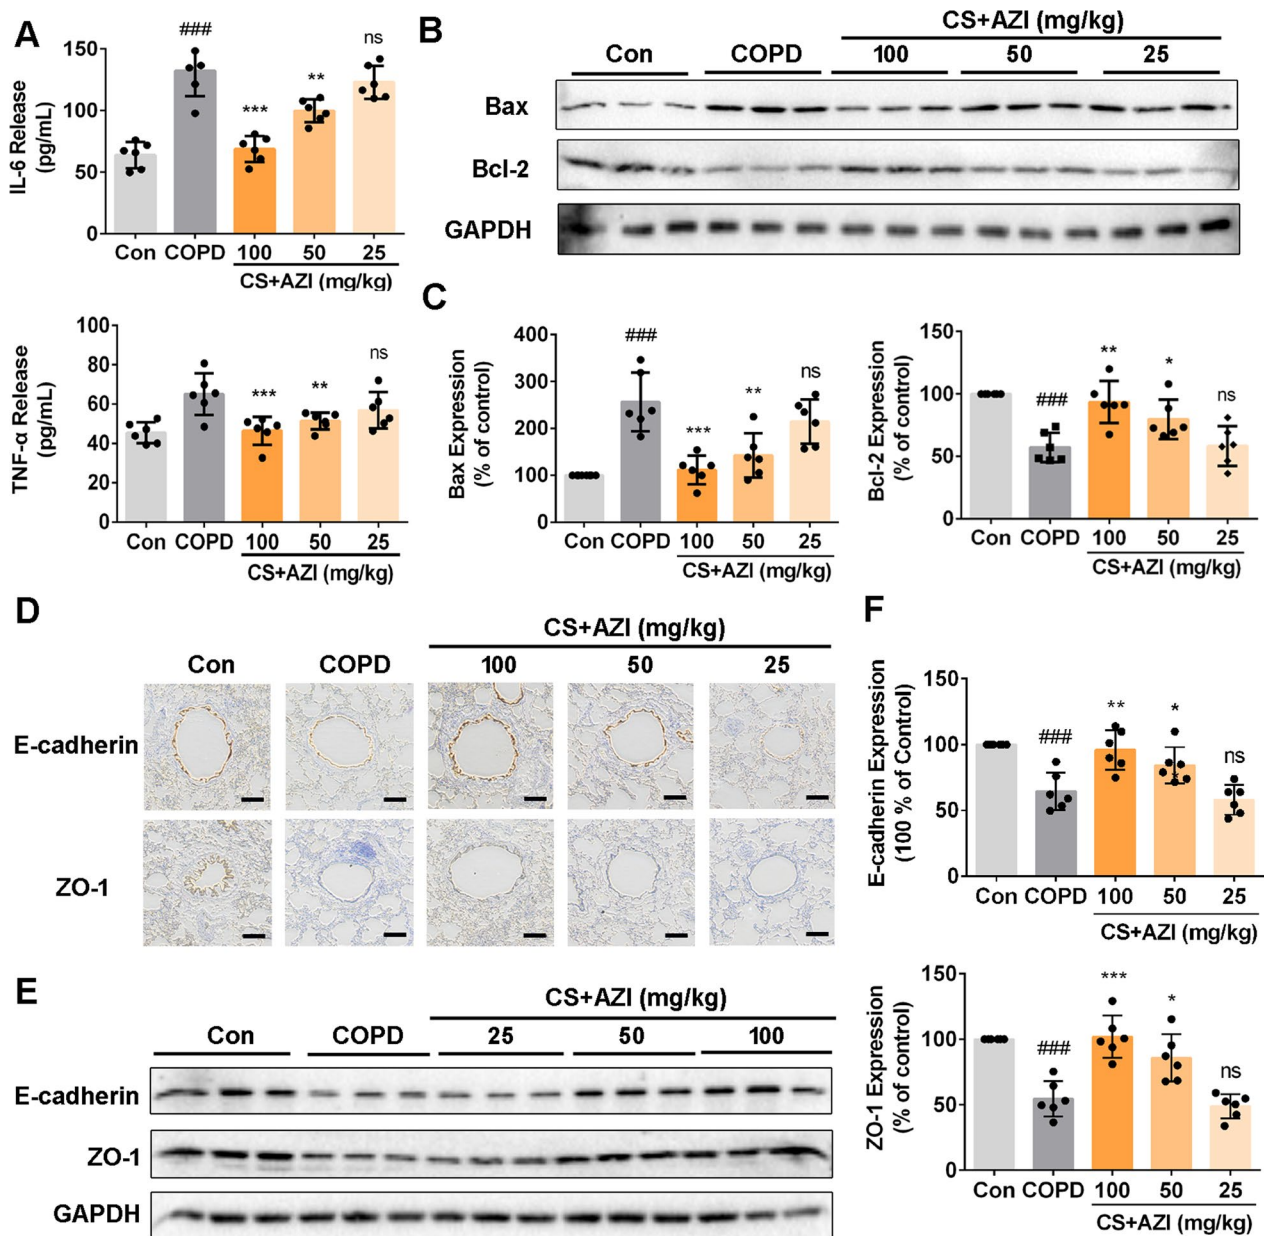 A
IL-6 Release
(pg/mL)
150
100
50
0
###
***
**
ns
Con COPD 100 50 25
CS+AZI (mg/kg)
TNF-α Release
(pg/mL)
100
80
60
40
20
0
***
**
ns
Con COPD 100 50 25
CS+AZI (mg/kg)
B
CS+AZI (mg/kg)
Con COPD 100 50 25
Bax
Bcl-2
GAPDH
C
Bax Expression
(% of control)
400
300
200
100
0
###
***
**
ns
Con COPD 100 50 25
CS+AZI (mg/kg)
Bcl-2 Expression
(% of control)
150
100
50
0
###
**
*
ns
Con COPD 100 50 25
CS+AZI (mg/kg)
D
CS+AZI (mg/kg)
Con COPD 100 50 25
E-cadherin
ZO-1
E
CS+AZI (mg/kg)
Con COPD 25 50 100
E-cadherin
ZO-1
GAPDH
F
E-cadherin Expression
(100 % of Control)
150
100
50
0
###
**
*
ns
Con COPD 100 50 25
CS+AZI (mg/kg)
ZO-1 Expression
(% of control)
150
100
50
0
###
***
*
ns
Con COPD 100 50 25
CS+AZI (mg/kg)